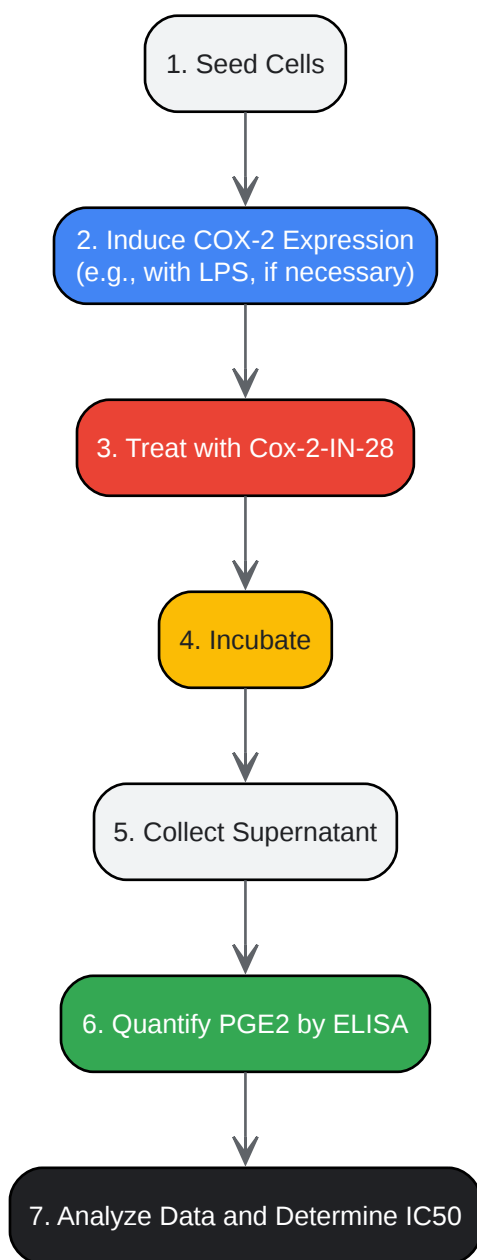 1. Seed Cells
2. Induce COX-2 Expression
(e.g., with LPS, if necessary)
3. Treat with Cox-2-IN-28
4. Incubate
5. Collect Supernatant
6. Quantify PGE2 by ELISA
7. Analyze Data and Determine IC50